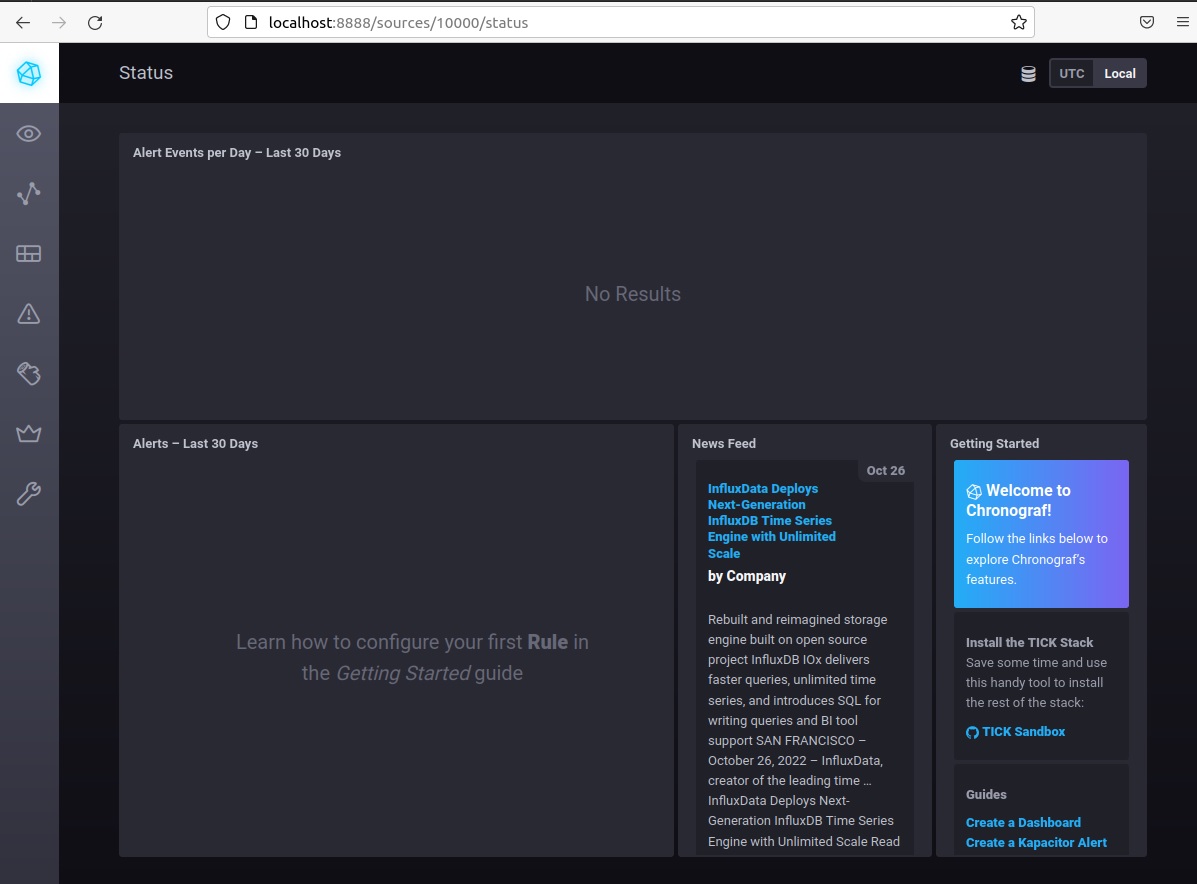 localhost:8888/sources/10000/status
Status
UTC
Local
Alert Events per Day – Last 30 Days
No Results
Alerts – Last 30 Days
Learn how to configure your first Rule in
the Getting Started guide
News Feed
Oct 26
InfluxData Deploys
Next-Generation
InfluxDB Time Series
Engine with Unlimited
Scale
by Company
Rebuilt and reimagined storage
engine built on open source
project InfluxDB IOx delivers
faster queries, unlimited time
series, and introduces SQL for
writing queries and BI tool
support SAN FRANCISCO –
October 26, 2022 – InfluxData,
creator of the leading time …
InfluxData Deploys Next-
Generation InfluxDB Time Series
Engine with Unlimited Scale Read
Getting Started
Welcome to
Chronograf!
Follow the links below to
explore Chronograf's
features.
Install the TICK Stack
Save some time and use
this handy tool to install
the rest of the stack:
TICK Sandbox
Guides
Create a Dashboard
Create a Kapacitor Alert